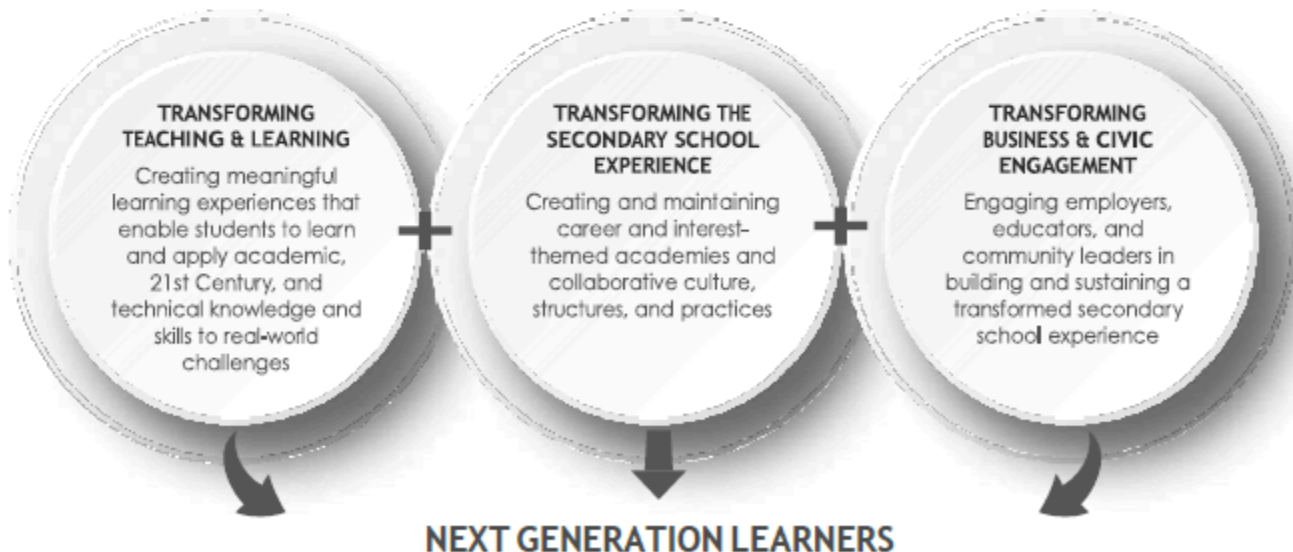 TRANSFORMING
TEACHING & LEARNING
Creating meaningful
learning experiences that
enable students to learn
and apply academic,
21st Century, and
technical knowledge and
skills to real-world
challenges
TRANSFORMING THE
SECONDARY SCHOOL
EXPERIENCE
Creating and maintaining
career and interest-
themed academies and
collaborative culture,
structures, and practices
TRANSFORMING
BUSINESS & CIVIC
ENGAGEMENT
Engaging employers,
educators, and
community leaders in
building and sustaining a
transformed secondary
school experience
NEXT GENERATION LEARNERS